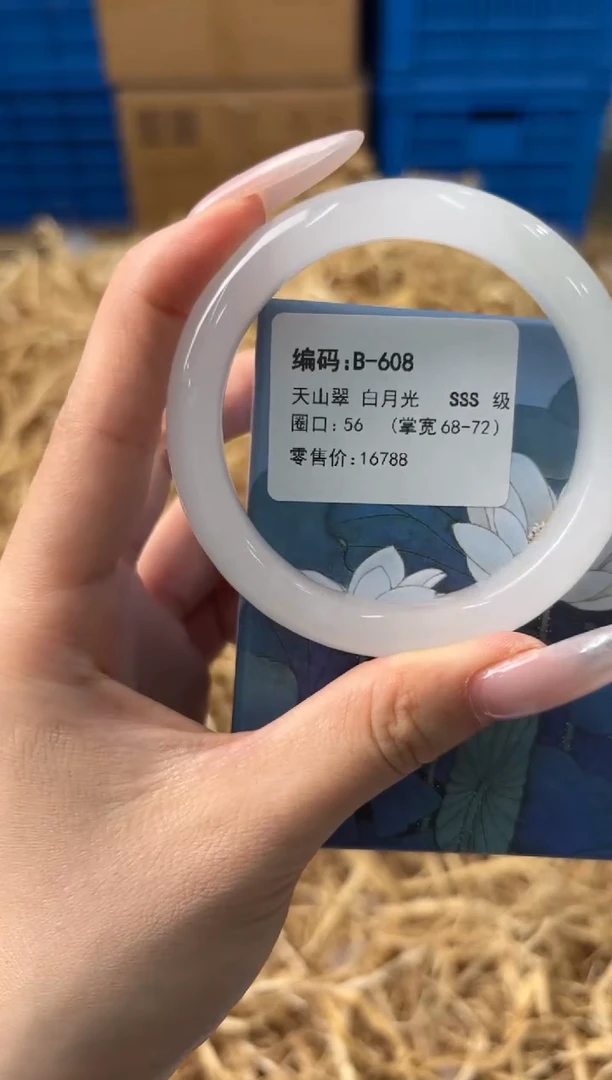 编码:B-608
天山翠 白月光 SSS 级
圈口: 56 (掌宽68-72)
零售价:16788